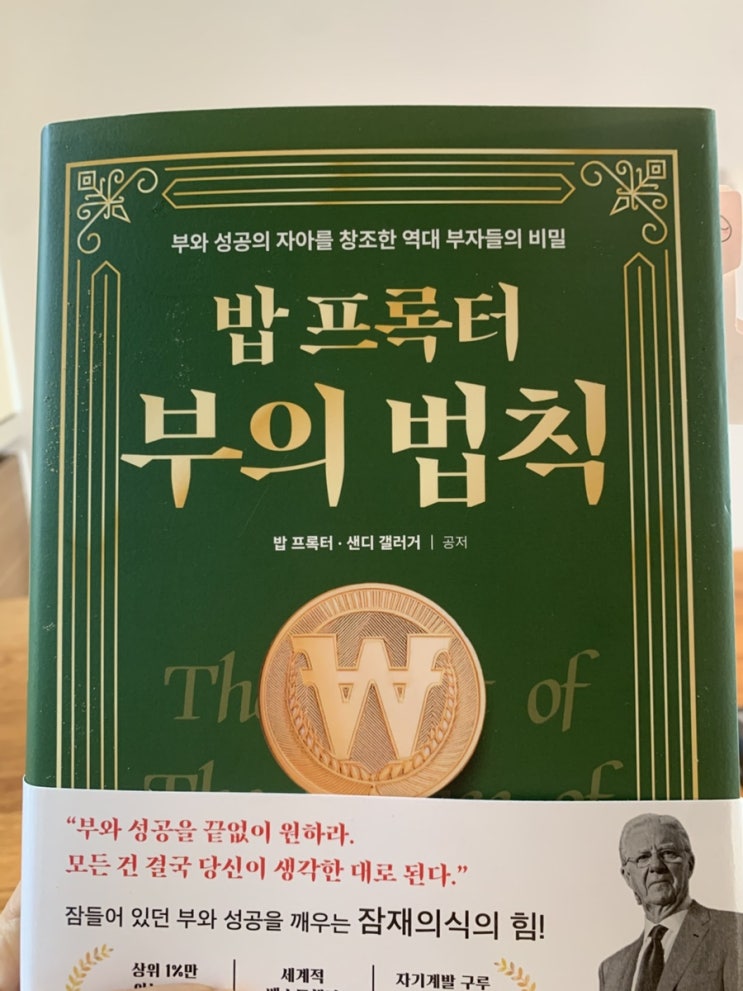 부와 성공의 자아를 창조한 역대 부자들의 비밀
밥 프록터
부의 법칙
밥 프록터 · 샌디 갤러거 | 공저
W
of
of
“부와 성공을 끝없이 원하라.
모든 건 결국 당신이 생각한 대로 된다.”
잠들어 있던 부와 성공을 깨우는 잠재의식의 힘!
상위 1%만
세계적
자기계발 구루